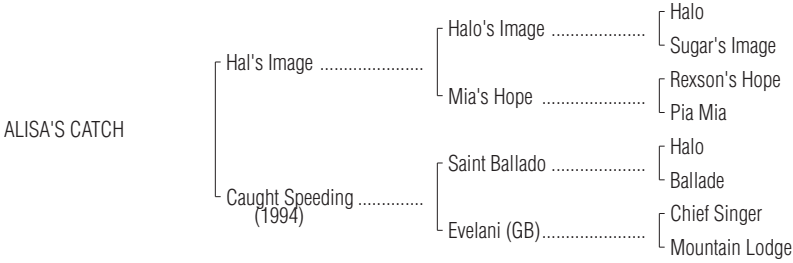 Halo
Halo's Image ....................
Sugar's Image
Hal's Image ......................
Rexson's Hope
Mia's Hope ......................
Pia Mia
ALISA'S CATCH
Halo
Saint Ballado ....................
Ballade
Caught Speeding ..............
(1994)
Chief Singer
Evelani (GB)......................
Mountain Lodge